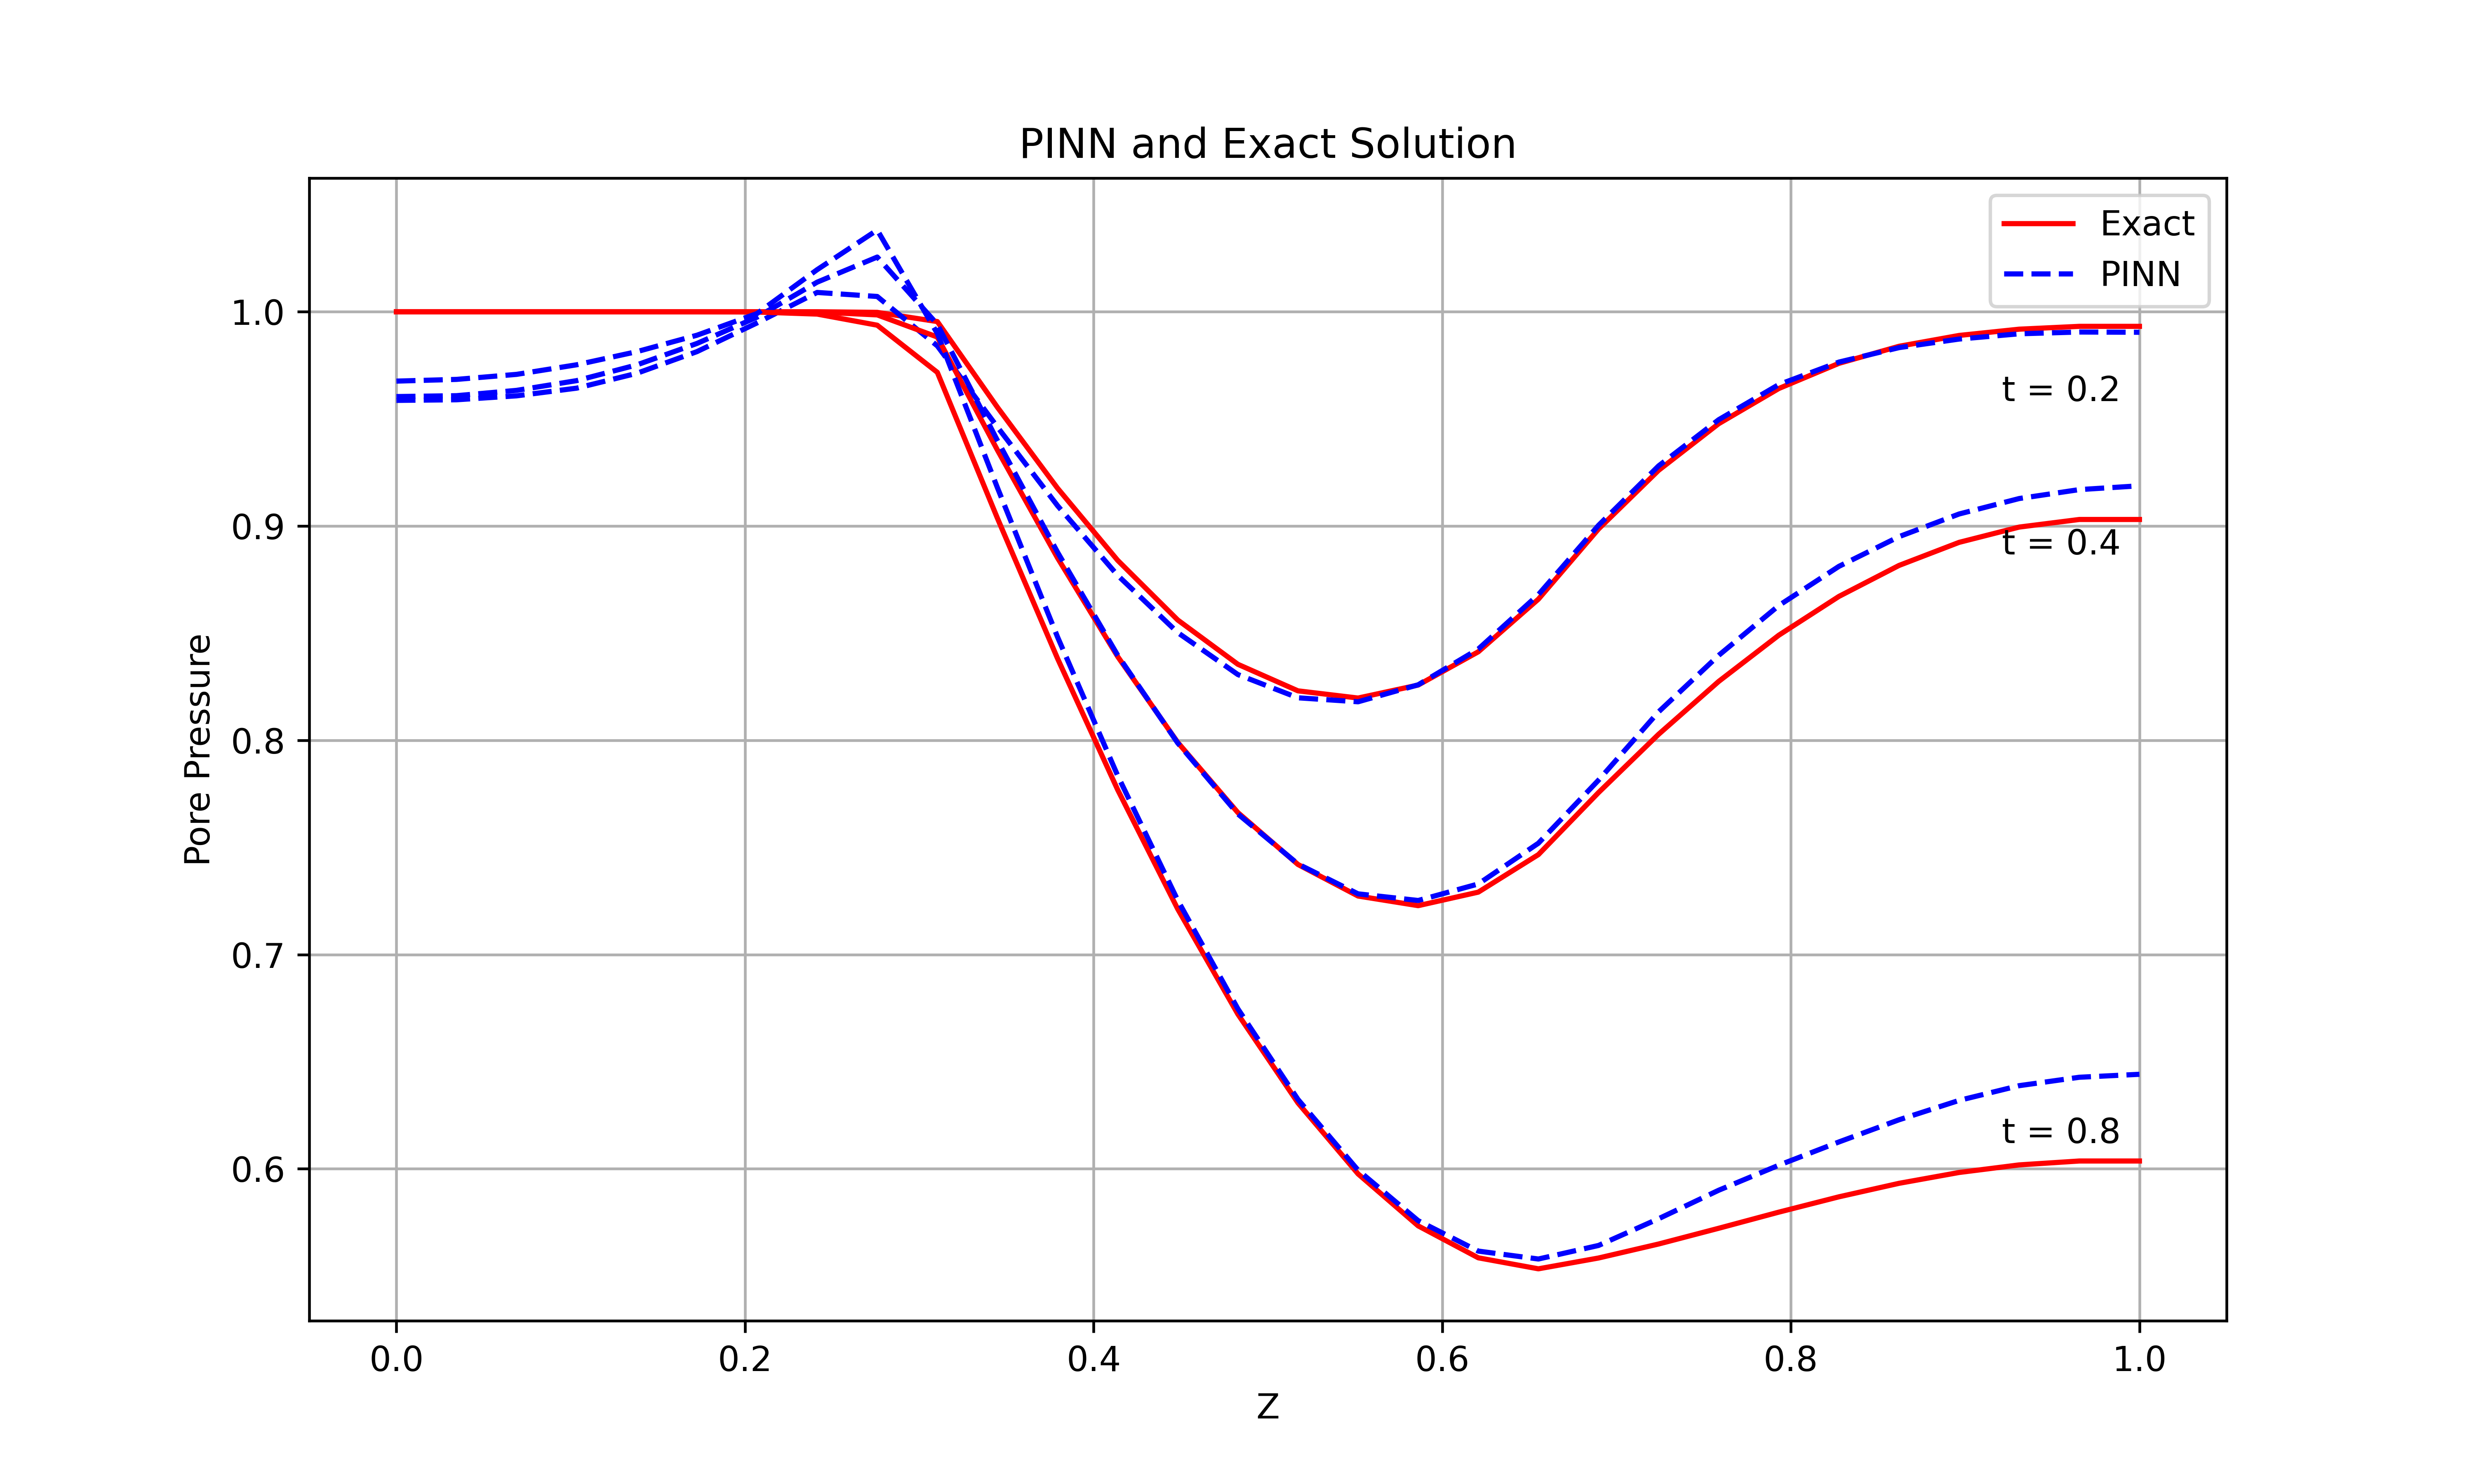 PINN and Exact Solution
Exact
PINN
1.0
0.9
0.8
0.7
0.6
Pore Pressure
t = 0.2
t = 0.4
t = 0.8
0.0
0.2
0.4
0.6
0.8
1.0
Z